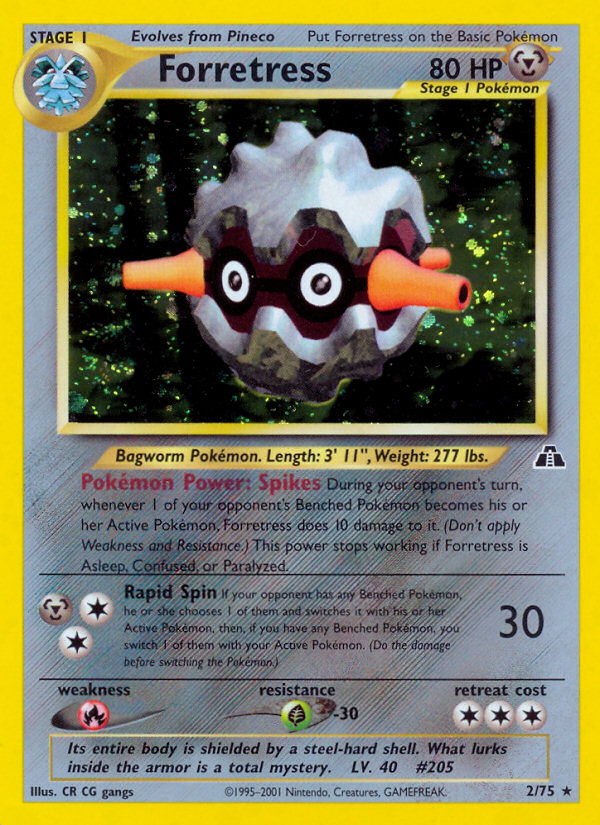 STAGE 1 Evolves from Pineco Put Forretress on the Basic Pokémon
Forretress 80 HP
Stage 1 Pokémon
Bagworm Pokémon. Length: 3' 11", Weight: 277 lbs.
Pokémon Power: Spikes During your opponent's turn,
whenever 1 of your opponent's Benched Pokémon becomes his or
her Active Pokémon, Forretress does 10 damage to it. (Don't apply
Weakness and Resistance.) This power stops working if Forretress is
Asleep, Confused, or Paralyzed.
Rapid Spin If your opponent has any Benched Pokémon,
he or she chooses 1 of them and switches it with his or her
Active Pokémon, then, if you have any Benched Pokémon, you
switch 1 of them with your Active Pokémon. (Do the damage
before switching the Pokémon.)
30
weakness resistance retreat cost
-30
Its entire body is shielded by a steel-hard shell. What lurks
inside the armor is a total mystery. LV. 40 #205
Illus. CR CG gangs ©1995-2001 Nintendo, Creatures, GAMEFREAK. 2/75 ★